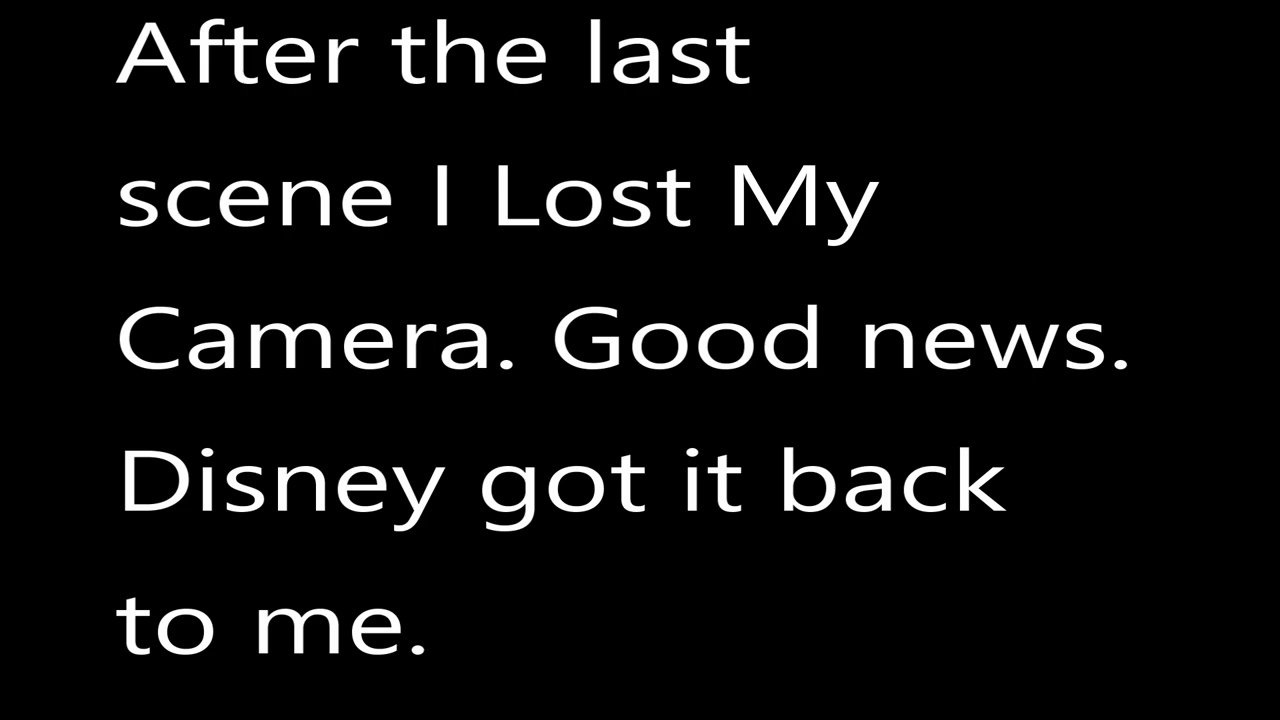 After the last
scene I Lost My
Camera. Good news.
Disney got it back
to me.